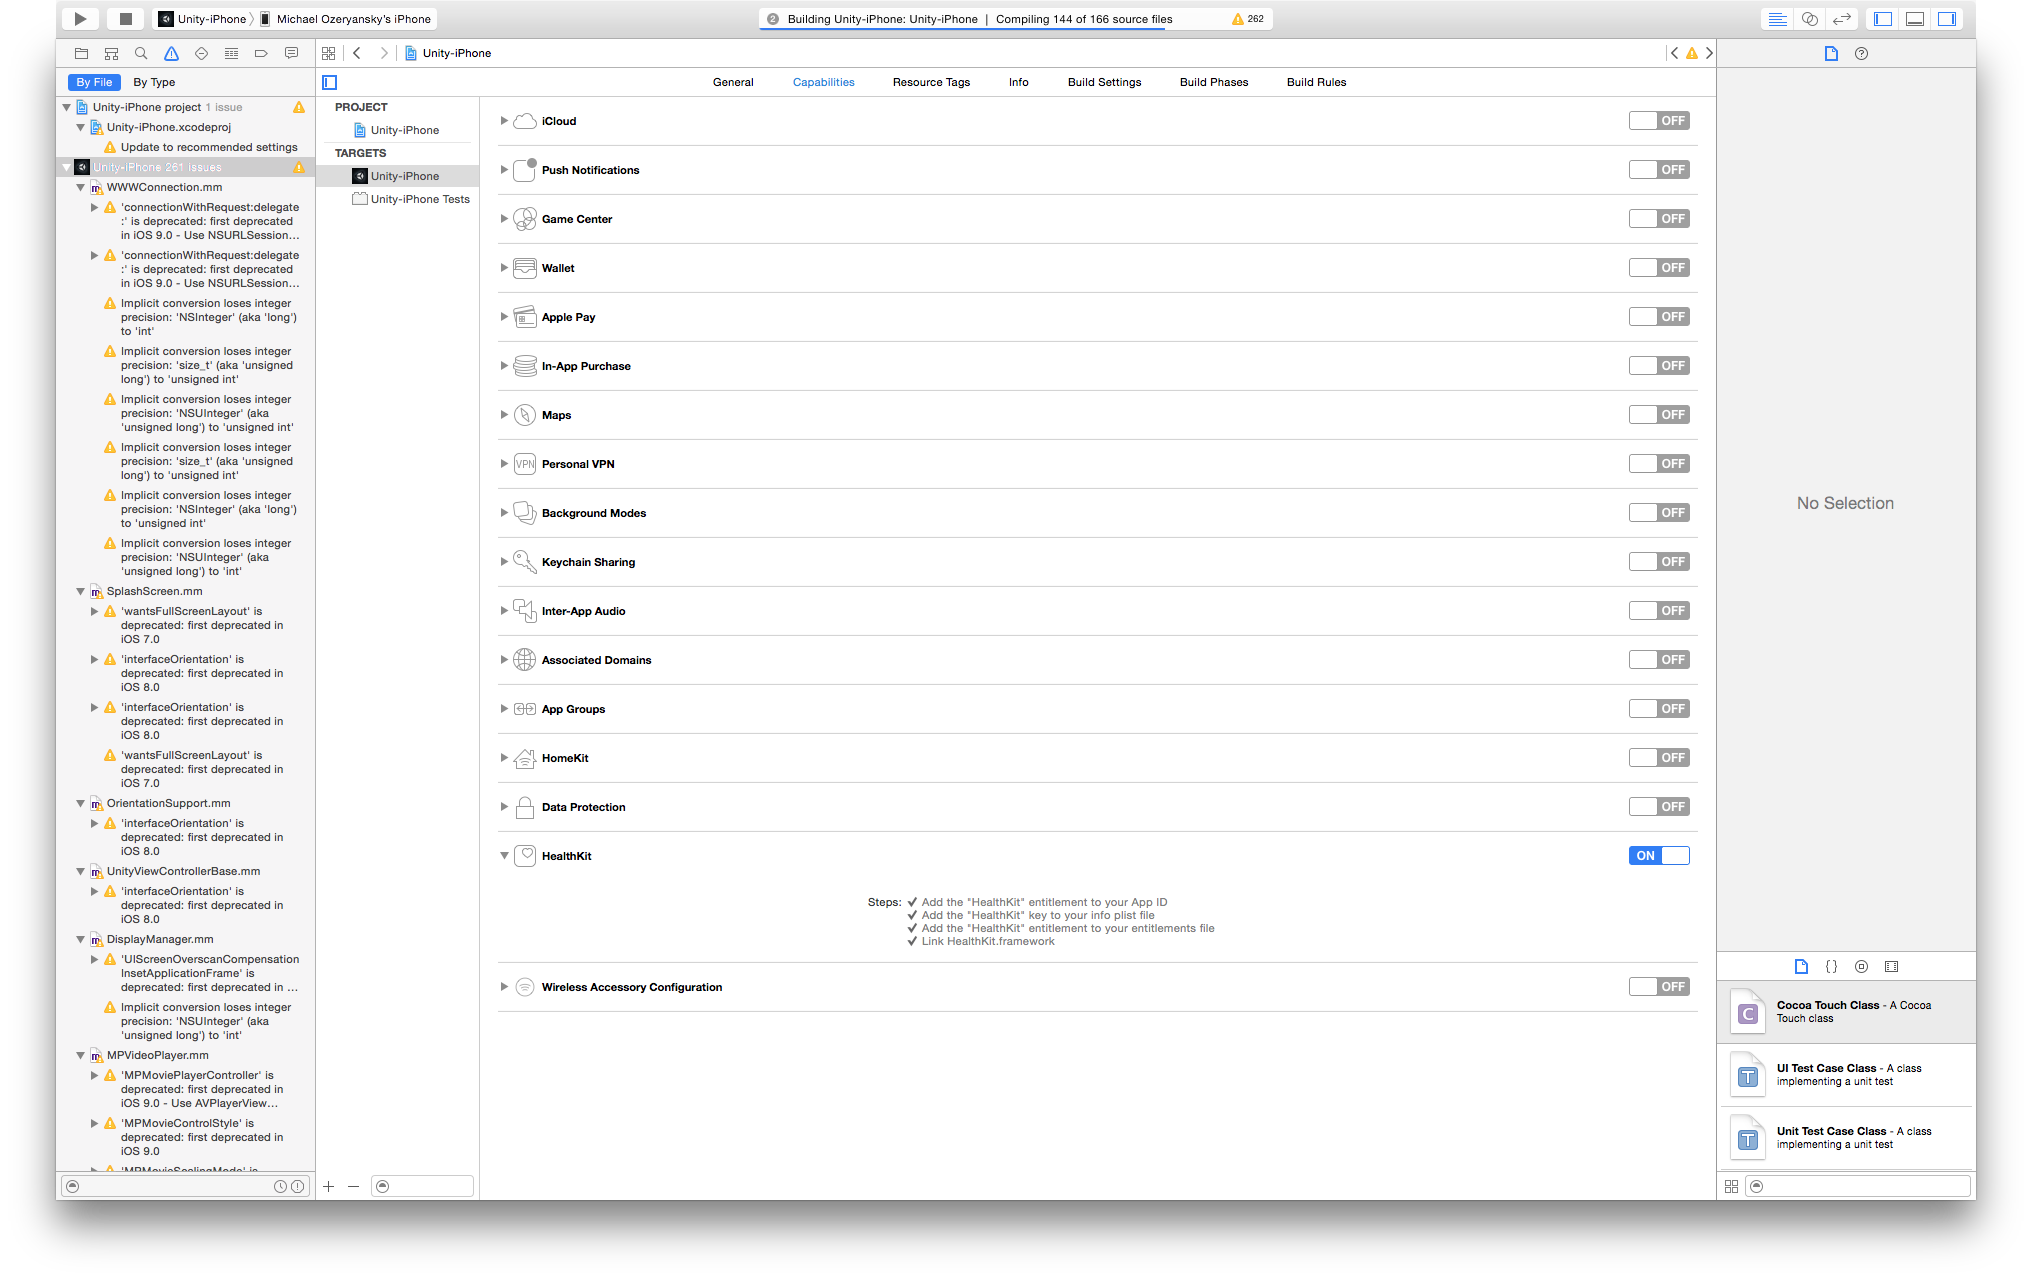 Unity-iPhone
Michael Ozeryansky's iPhone
2
Building Unity-iPhone: Unity-iPhone | Compiling 144 of 166 source files
262
Unity-iPhone
By File
By Type
General
Capabilities
Resource Tags
Info
Build Settings
Build Phases
Build Rules
Unity-iPhone project 1 issue
Unity-iPhone.xcodeproj
Update to recommended settings
Unity-iPhone 261 issues
WWWConnection.mm
'connectionWithRequest:delegate
:' is deprecated: first deprecated
in iOS 9.0 - Use NSURLSession...
'connectionWithRequest:delegate
:' is deprecated: first deprecated
in iOS 9.0 - Use NSURLSession...
Implicit conversion loses integer
precision: 'NSInteger' (aka 'long')
to 'int'
Implicit conversion loses integer
precision: 'size_t' (aka 'unsigned
long') to 'unsigned int'
Implicit conversion loses integer
precision: 'NSUInteger' (aka
'unsigned long') to 'unsigned int'
Implicit conversion loses integer
precision: 'size_t' (aka 'unsigned
long') to 'unsigned int'
Implicit conversion loses integer
precision: 'NSInteger' (aka 'long')
to 'unsigned int'
Implicit conversion loses integer
precision: 'NSUInteger' (aka
'unsigned long') to 'int'
SplashScreen.mm
'wantsFullScreenLayout' is
deprecated: first deprecated in
iOS 7.0
'interfaceOrientation' is
deprecated: first deprecated in
iOS 8.0
'interfaceOrientation' is
deprecated: first deprecated in
iOS 8.0
'wantsFullScreenLayout' is
deprecated: first deprecated in
iOS 7.0
OrientationSupport.mm
'interfaceOrientation' is
deprecated: first deprecated in
iOS 8.0
UnityViewControllerBase.mm
'interfaceOrientation' is
deprecated: first deprecated in
iOS 8.0
DisplayManager.mm
'UIScreenOverscanCompensation
InsetApplicationFrame' is
deprecated: first deprecated in ...
Implicit conversion loses integer
precision: 'NSUInteger' (aka
'unsigned long') to 'int'
MPVideoPlayer.mm
'MPMoviePlayerController' is
deprecated: first deprecated in
iOS 9.0 - Use AVPlayerView...
'MPMovieControlStyle' is
deprecated: first deprecated in
iOS 9.0
'MPMovieScalingMode' is
PROJECT
Unity-iPhone
TARGETS
Unity-iPhone
Unity-iPhone Tests
iCloud
OFF
Push Notifications
OFF
Game Center
OFF
Wallet
OFF
Apple Pay
OFF
In-App Purchase
OFF
Maps
OFF
VPN
Personal VPN
OFF
Background Modes
OFF
Keychain Sharing
OFF
Inter-App Audio
OFF
Associated Domains
OFF
App Groups
OFF
HomeKit
OFF
Data Protection
OFF
HealthKit
ON
Steps: ✓ Add the "HealthKit" entitlement to your App ID
✓ Add the "HealthKit" key to your info plist file
✓ Add the "HealthKit" entitlement to your entitlements file
✓ Link HealthKit.framework
Wireless Accessory Configuration
OFF
No Selection
{}
C
Cocoa Touch Class - A Cocoa
Touch class
T
UI Test Case Class - A class
implementing a unit test
T
Unit Test Case Class - A class
implementing a unit test